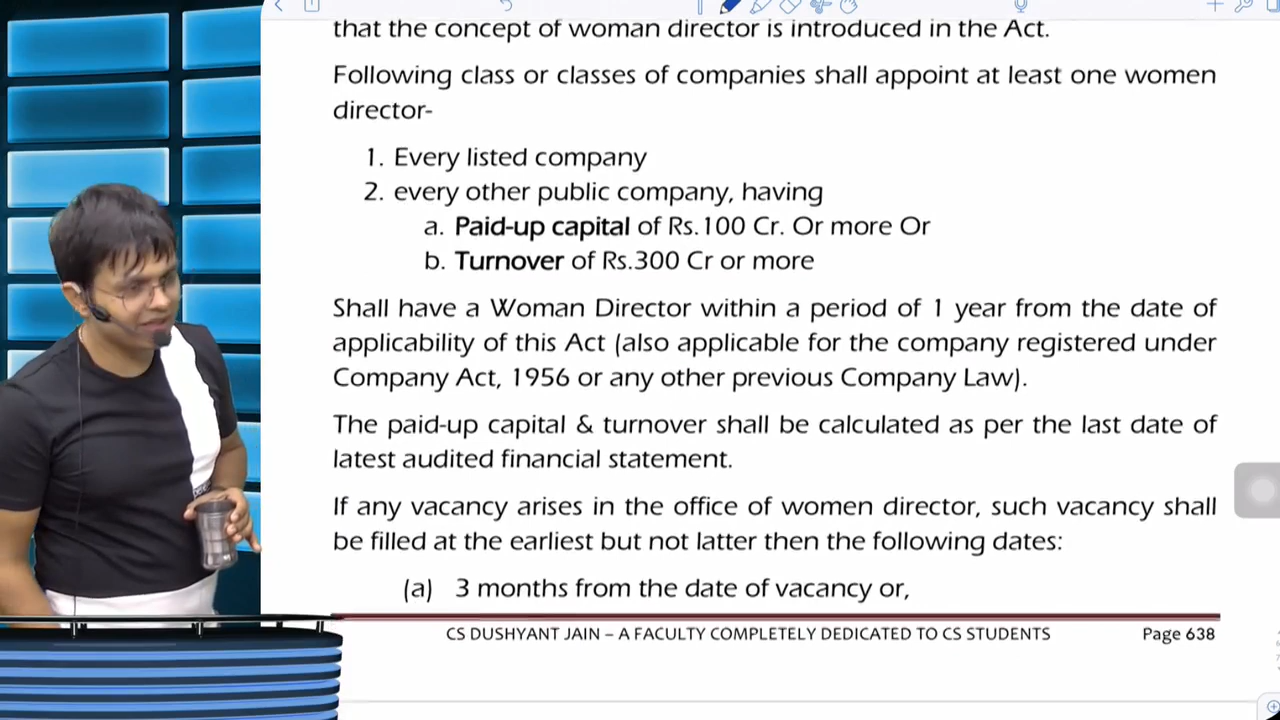 that the concept of woman director is introduced in the Act.
Following class or classes of companies shall appoint at least one women
director-
1. Every listed company
2. every other public company, having
a. Paid-up capital of Rs.100 Cr. Or more Or
b. Turnover of Rs.300 Cr or more
Shall have a Woman Director within a period of 1 year from the date of
applicability of this Act (also applicable for the company registered under
Company Act, 1956 or any other previous Company Law).
The paid-up capital & turnover shall be calculated as per the last date of
latest audited financial statement.
If any vacancy arises in the office of women director, such vacancy shall
be filled at the earliest but not latter then the following dates:
(a) 3 months from the date of vacancy or,
CS DUSHYANT JAIN – A FACULTY COMPLETELY DEDICATED TO CS STUDENTS Page 638